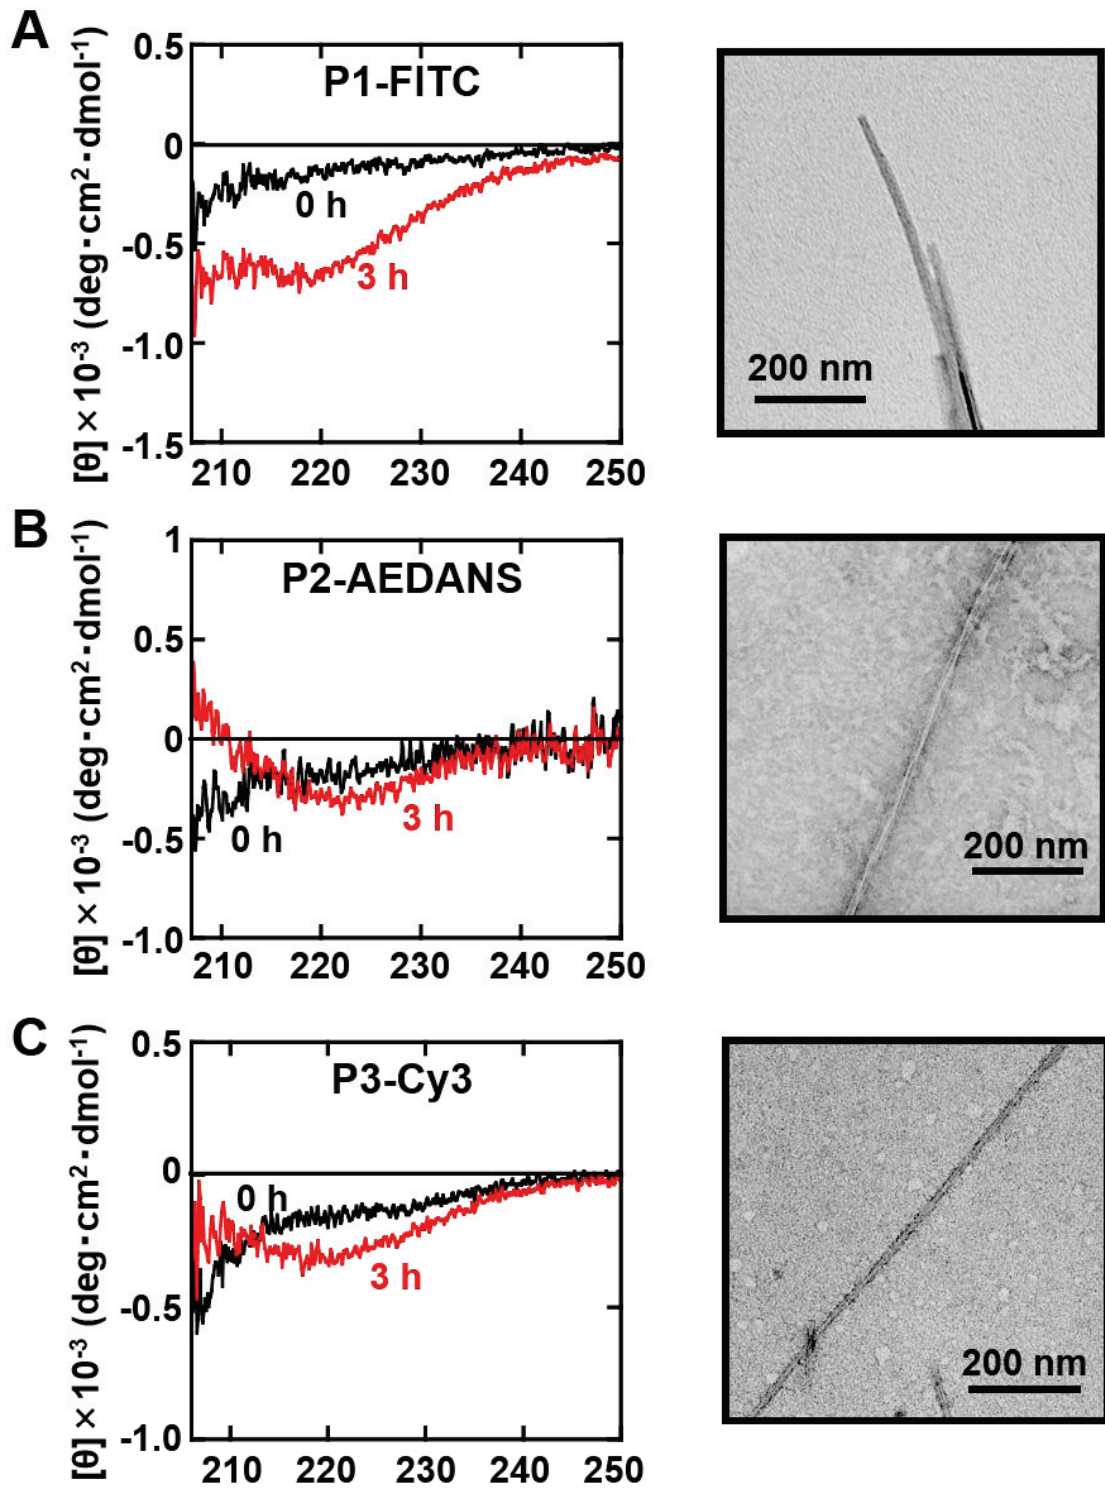 A
[θ] × 10⁻³ (deg·cm²·dmol⁻¹)
0.5
0
-0.5
-1.0
-1.5
P1-FITC
0 h
3 h
210 220 230 240 250
200 nm
B
[θ] × 10⁻³ (deg·cm²·dmol⁻¹)
1
0.5
0
-0.5
-1.0
P2-AEDANS
0 h
3 h
210 220 230 240 250
200 nm
C
[θ] × 10⁻³ (deg·cm²·dmol⁻¹)
0.5
0
-0.5
-1.0
P3-Cy3
0 h
3 h
210 220 230 240 250
200 nm